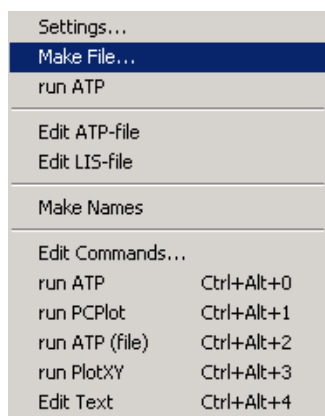 Settings...
Make File...
run ATP
Edit ATP-file
Edit LIS-file
Make Names
Edit Commands...
run ATP Ctrl+Alt+0
run PCPlot Ctrl+Alt+1
run ATP (file) Ctrl+Alt+2
run PlotXY Ctrl+Alt+3
Edit Text Ctrl+Alt+4